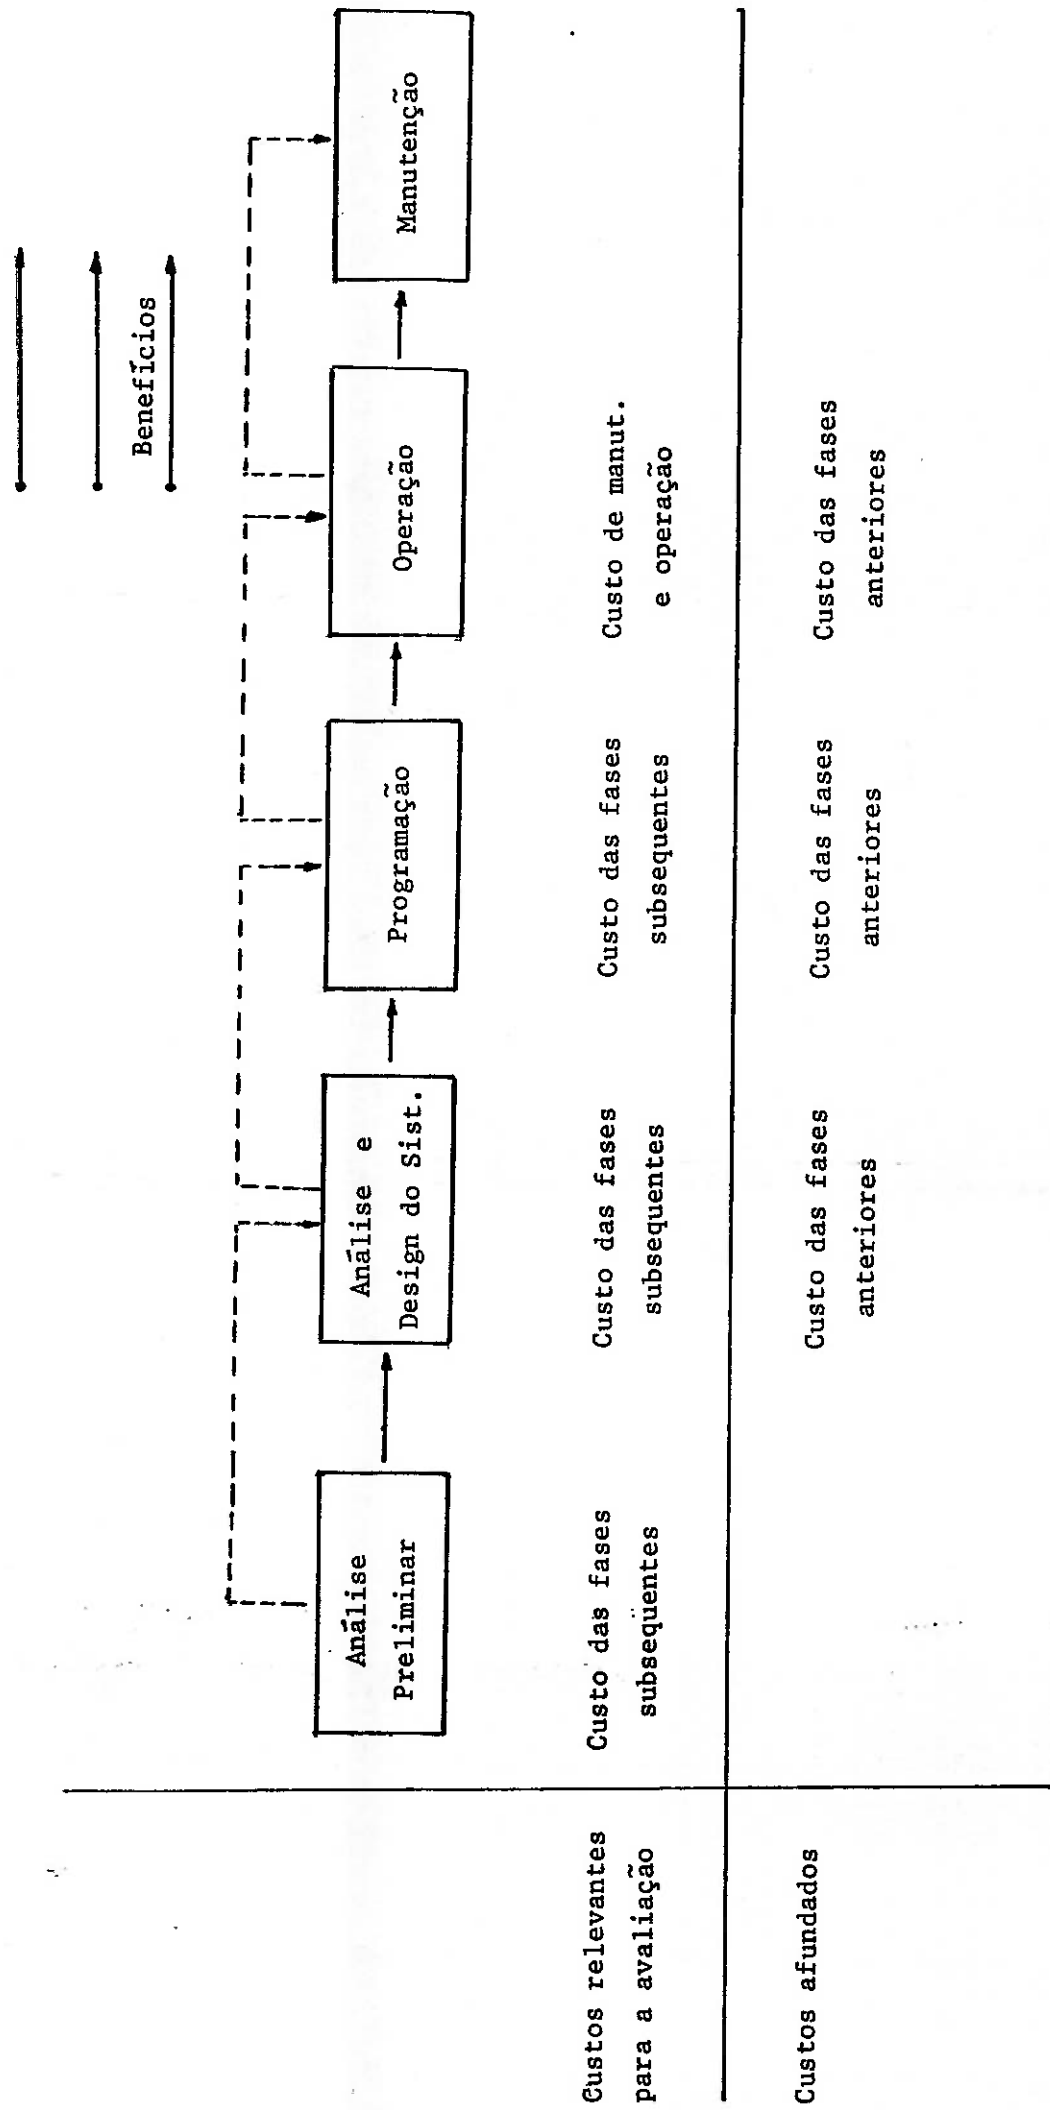 Benefícios
Análise
Preliminar
Análise e
Design do Sist.
Programação
Operação
Manutenção
Custos relevantes
para a avaliação
Custo das fases
subseqüentes
Custo das fases
subsequentes
Custo das fases
subsequentes
Custo de manut.
e operação
Custos afundados
Custo das fases
anteriores
Custo das fases
anteriores
Custo das fases
anteriores